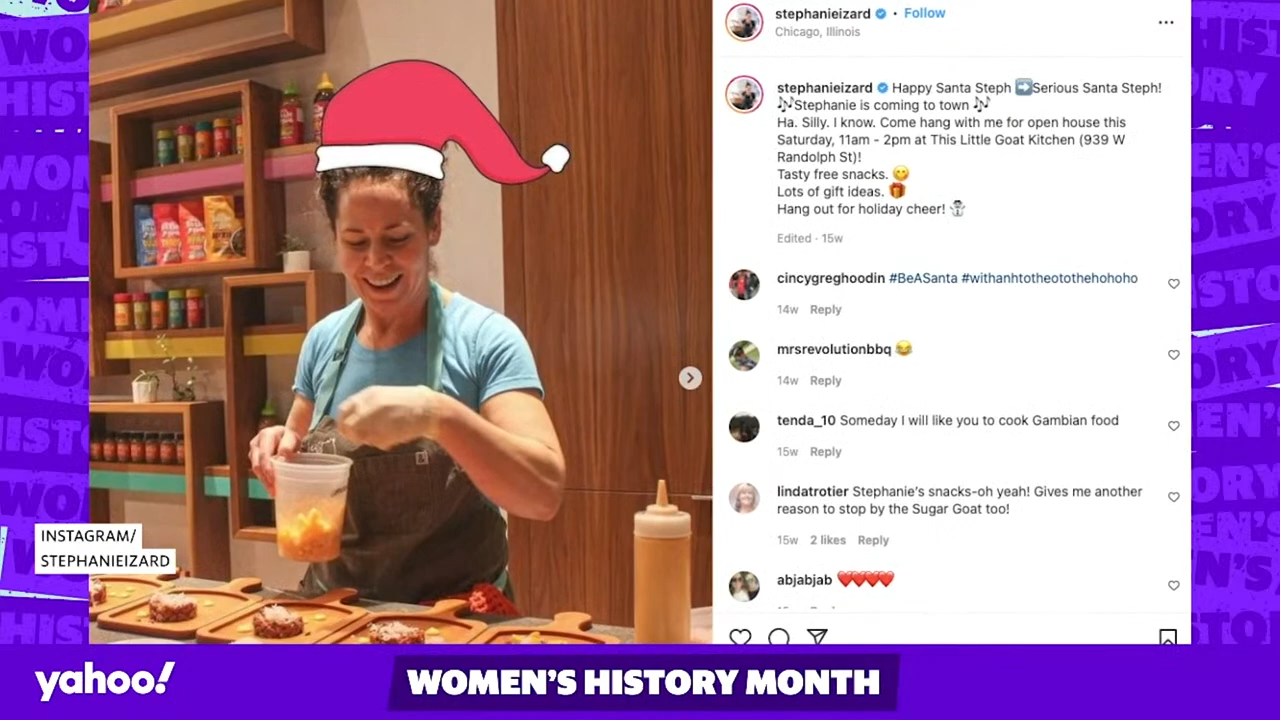 stephanieizard • Follow
Chicago, Illinois
stephanieizard Happy Santa Steph ➡️Serious Santa Steph!
🎶Stephanie is coming to town 🎶
Ha. Silly. I know. Come hang with me for open house this
Saturday, 11am - 2pm at This Little Goat Kitchen (939 W
Randolph St)!
Tasty free snacks. 😋
Lots of gift ideas. 🎁
Hang out for holiday cheer! ☃️
Edited · 15w
cincygreghoodin #BeASanta #withanhtotheotothehohoho
14w Reply
mrsrevolutionbbq 😂
14w Reply
tenda_10 Someday I will like you to cook Gambian food
15w Reply
lindatrotier Stephanie's snacks-oh yeah! Gives me another
reason to stop by the Sugar Goat too!
15w 2 likes Reply
abjabjab ❤️❤️❤️❤️
INSTAGRAM/
STEPHANIEIZARD
yahoo!
WOMEN'S HISTORY MONTH